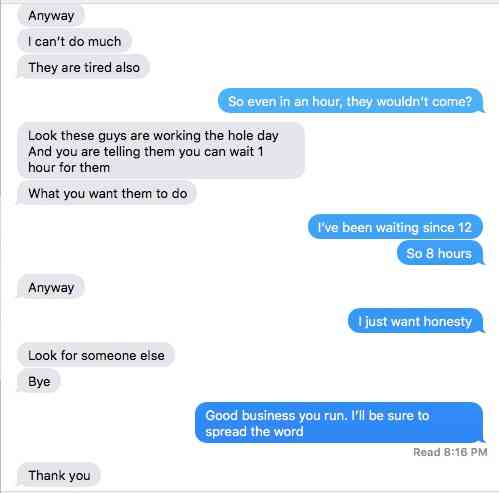 Anyway
I can't do much
They are tired also
So even in an hour, they wouldn't come?
Look these guys are working the hole day
And you are telling them you can wait 1
hour for them
What you want them to do
I've been waiting since 12
So 8 hours
Anyway
I just want honesty
Look for someone else
Bye
Good business you run. I'll be sure to
spread the word
Read 8:16 PM
Thank you